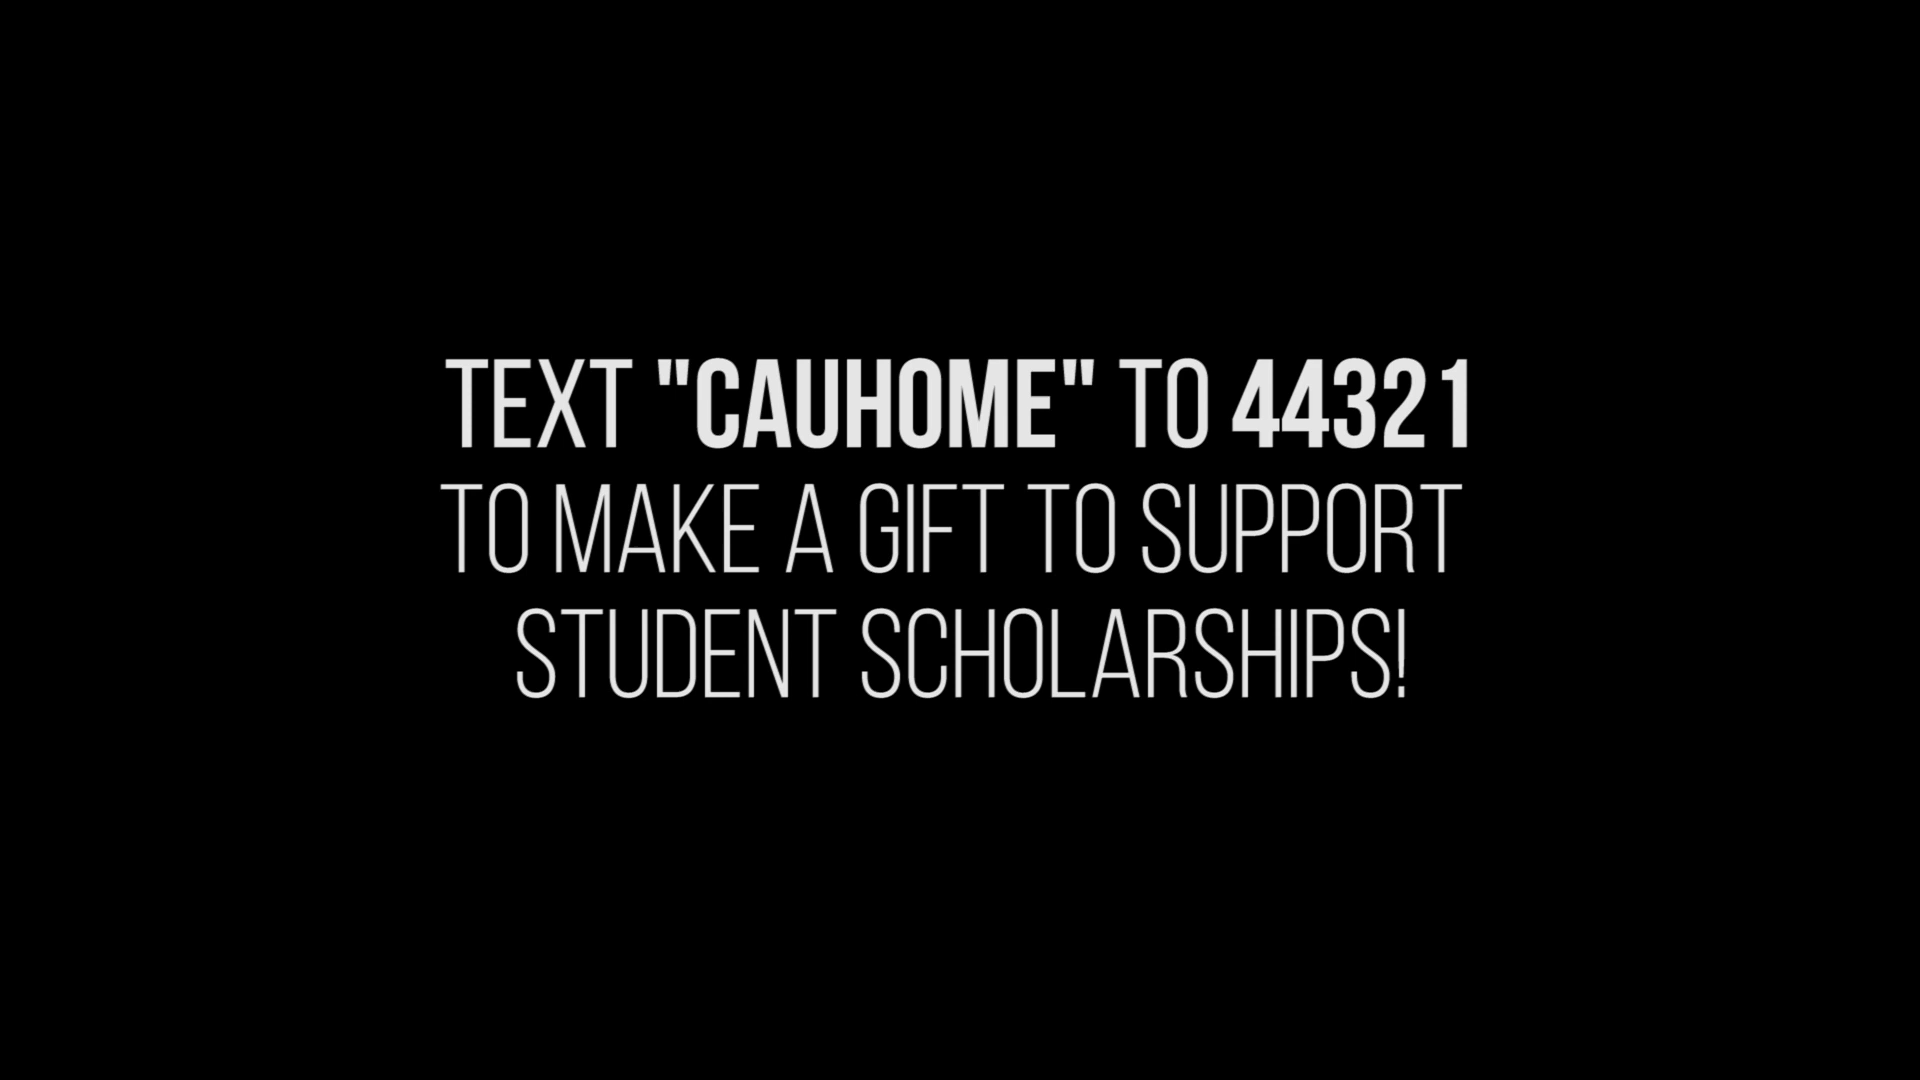 TEXT "CAUHOME" TO 44321
TO MAKE A GIFT TO SUPPORT
STUDENT SCHOLARSHIPS!